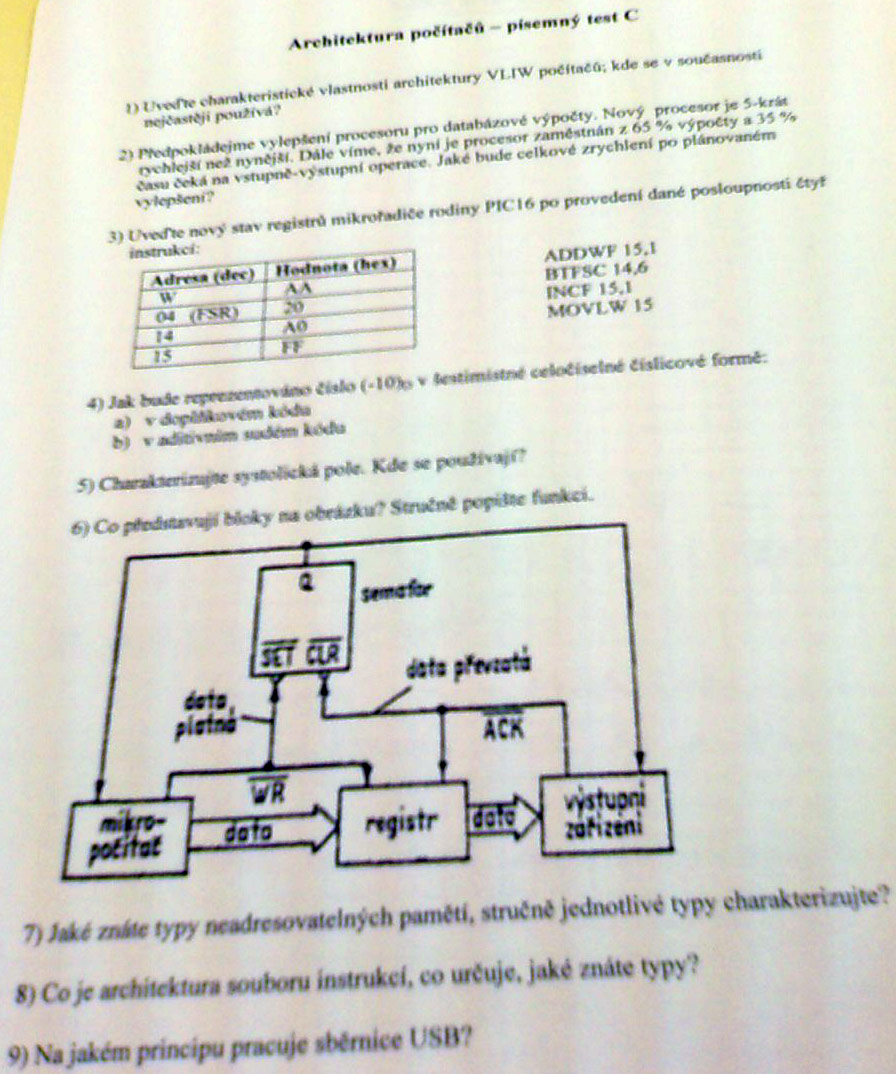 Architektura počítačů – písemný test C
1) Uveďte charakteristické vlastnosti architektury VLIW počítačů; kde se v současnosti
nejčastěji používá?
2) Předpokládejme vylepšení procesoru pro databázové výpočty. Nový procesor je 5-krát
rychlejší než nynější. Dále víme, že nyní je procesor zaměstnán z 65 % výpočty a 35 %
času čeká na vstupně-výstupní operace. Jaké bude celkové zrychlení po plánovaném
vylepšení?
3) Uveďte nový stav registrů mikrořadiče rodiny PIC16 po provedení dané posloupnosti čtyř
instrukcí:
Adresa (dec) Hodnota (hex)
W AA
04 (FSR) 20
14 A0
15 FF
ADDWF 15,1
BTFSC 14,6
INCF 15,1
MOVLW 15
4) Jak bude reprezentováno číslo (-10)₁₀ v šestimístné celočíselné číslicové formě:
a) v doplňkovém kódu
b) v aditivním sudém kódu
5) Charakterizujte systolická pole. Kde se používají?
6) Co představují bloky na obrázku? Stručně popište funkci.
Q
semafor
SET CLR
data převzata
data
platná
ACK
WR
mikro-
počítač
data
registr
data
výstupní
zařízení
7) Jaké znáte typy neadresovatelných pamětí, stručně jednotlivé typy charakterizujte?
8) Co je architektura souboru instrukcí, co určuje, jaké znáte typy?
9) Na jakém principu pracuje sběrnice USB?